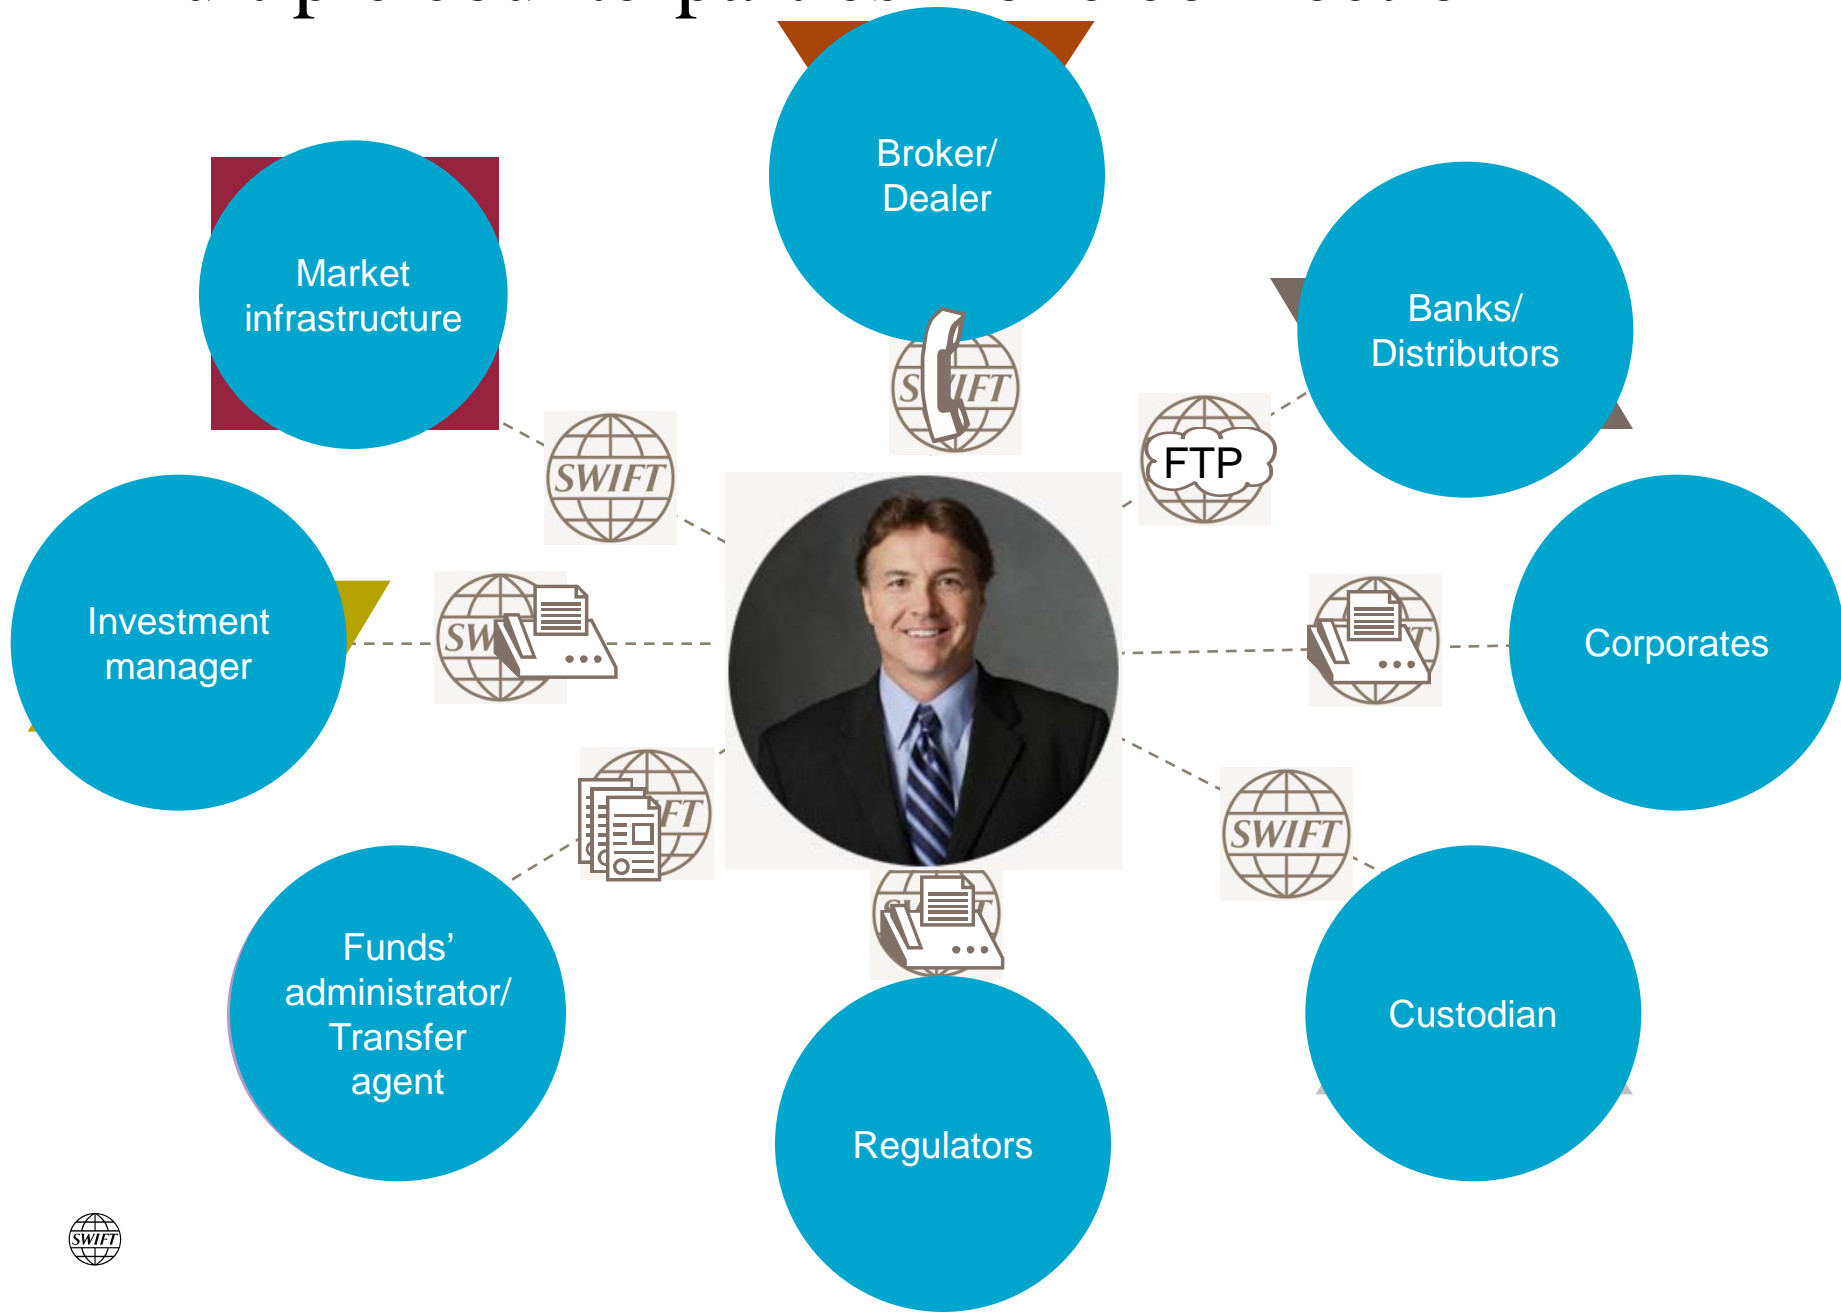 Broker/
Dealer
Market
infrastructure
Banks/
Distributors
SWIFT
FTP
SWIFT
Investment
manager
Corporates
SWIFT
Funds’
administrator/
Transfer
agent
Custodian
Regulators
SWIFT